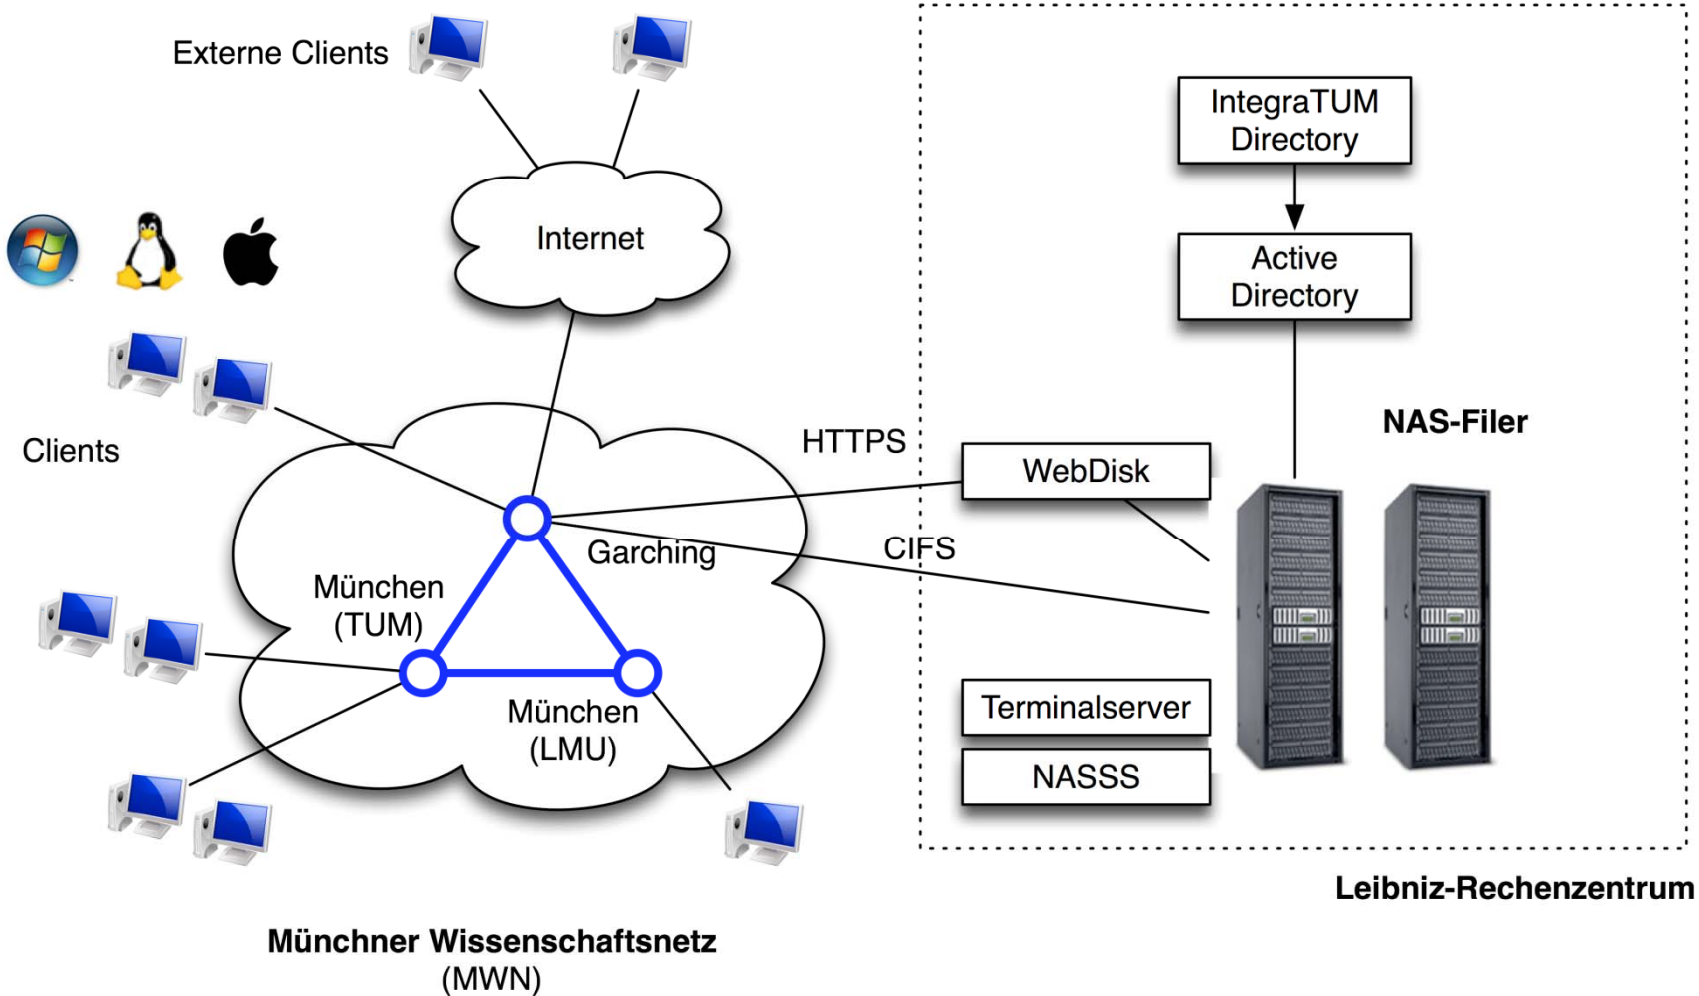 Externe Clients
IntegraTUM
Directory
Internet
Active
Directory
NAS-Filer
Clients
HTTPS
WebDisk
CIFS
Garching
München
(TUM)
München
(LMU)
Terminalserver
NASSS
Leibniz-Rechenzentrum
Münchner Wissenschaftsnetz
(MWN)